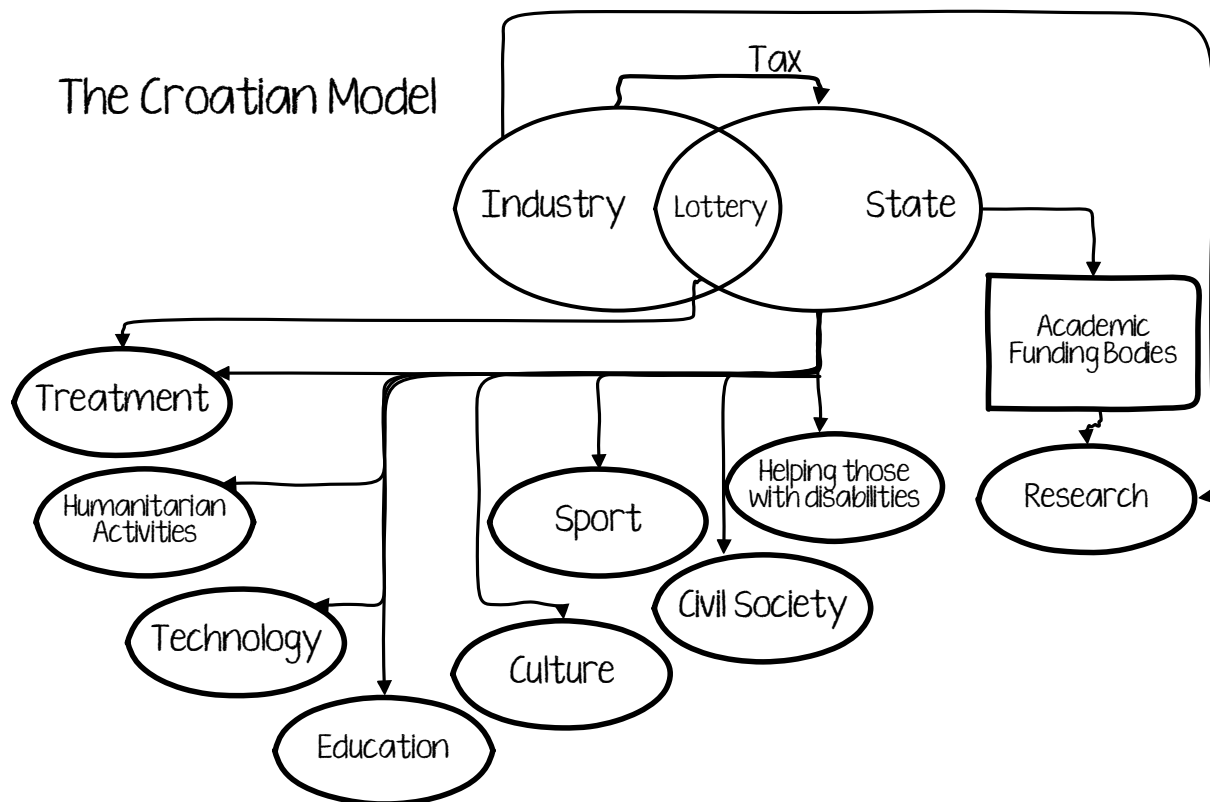 Tax
The Croatian Model
Industry
Lottery
State
Academic
Funding Bodies
Treatment
Helping those
with disabilities
Humanitarian
Activities
Sport
Research
Civil Society
Technology
Culture
Education